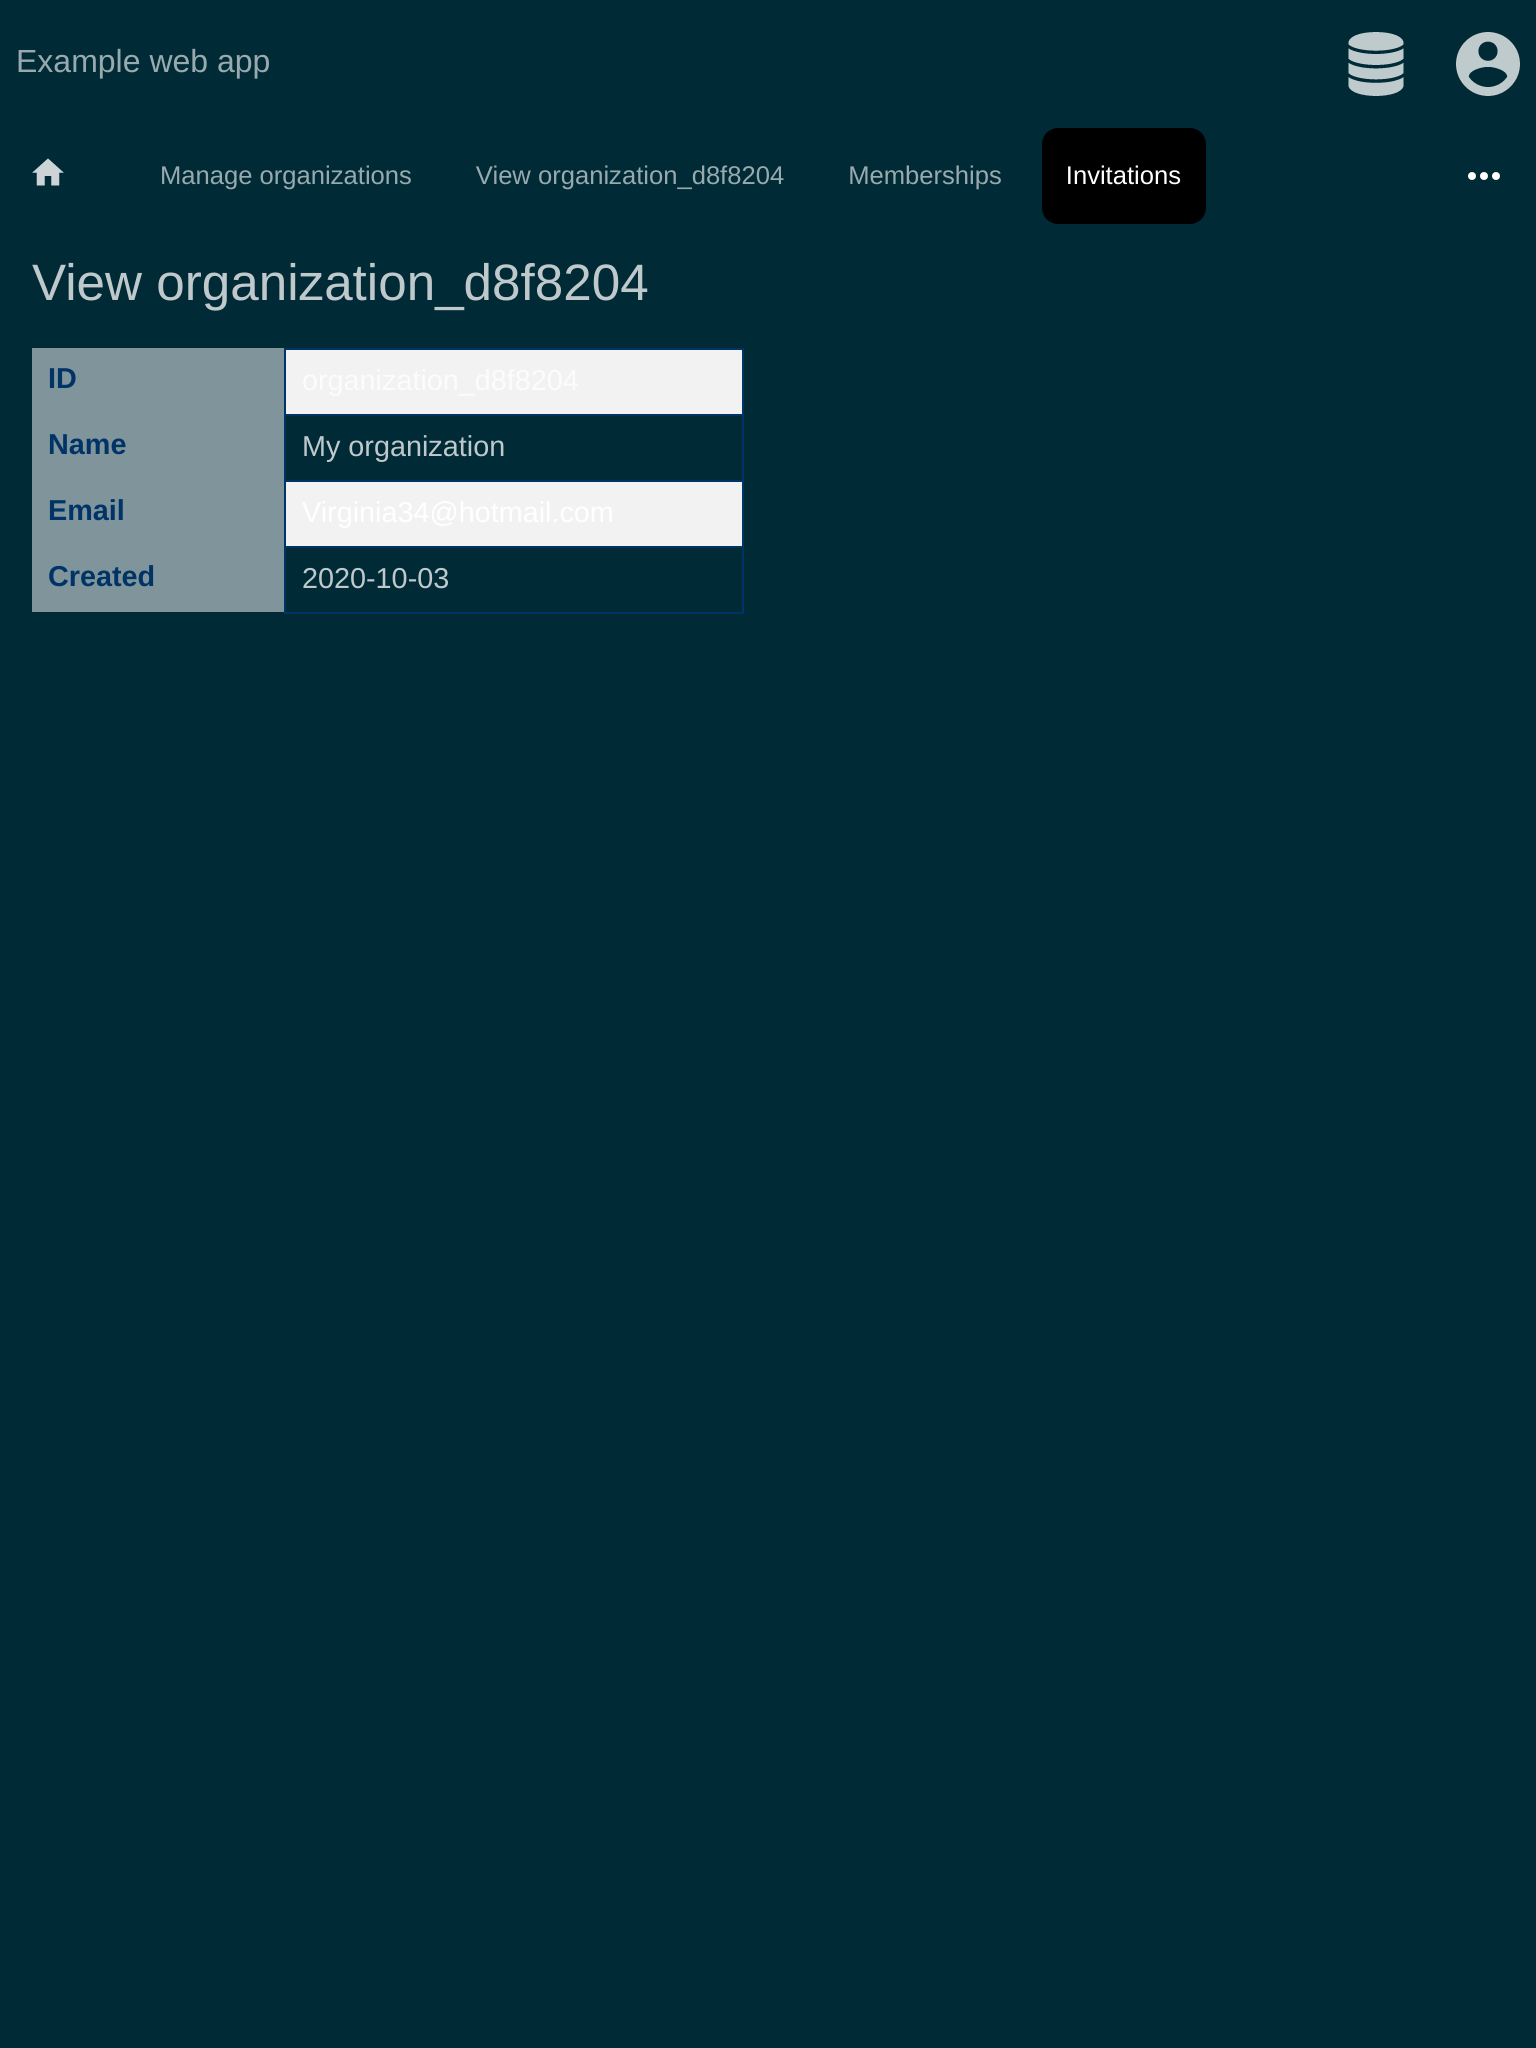 Example web app
Manage organizations View organization_d8f8204 Memberships Invitations
View organization_d8f8204
ID organization_d8f8204
Name My organization
Email Virginia34@hotmail.com
Created 2020-10-03